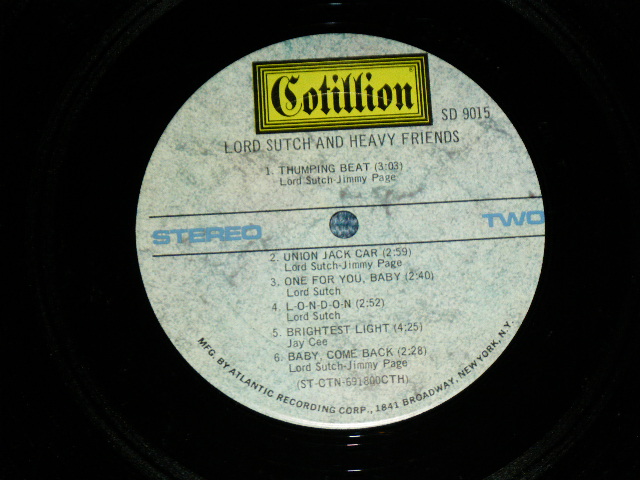 Cotillion
SD 9015
LORD SUTCH AND HEAVY FRIENDS
1. THUMPING BEAT (3:03)
Lord Sutch-Jimmy Page
STEREO TWO
2. UNION JACK CAR (2:59)
Lord Sutch-Jimmy Page
3. ONE FOR YOU, BABY (2:40)
Lord Sutch
4. L-O-N-D-O-N (2:52)
Lord Sutch
5. BRIGHTEST LIGHT (4;25)
Jay Cee
6. BABY, COME BACK (2:28)
Lord Sutch-Jimmy Page
(ST-CTN-691800CTH)
MFG. BY ATLANTIC RECORDING CORP., 1841 BROADWAY, NEW YORK, N.Y.